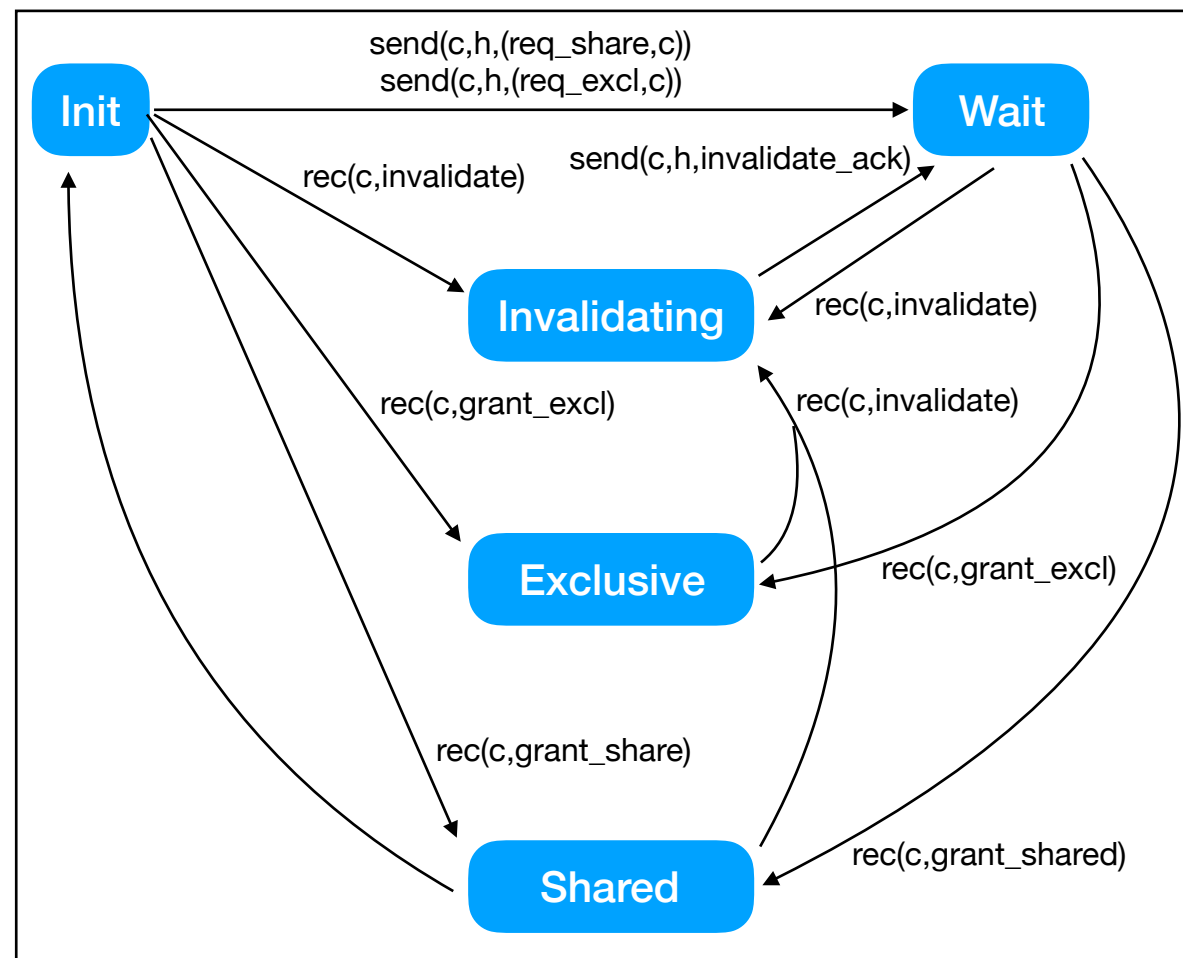 send(c,h,(req_share,c))
send(c,h,(req_excl,c))
Init
Wait
send(c,h,invalidate_ack)
rec(c,invalidate)
Invalidating
rec(c,invalidate)
rec(c,grant_excl)
rec(c,invalidate)
Exclusive
rec(c,grant_excl)
rec(c,grant_share)
rec(c,grant_shared)
Shared